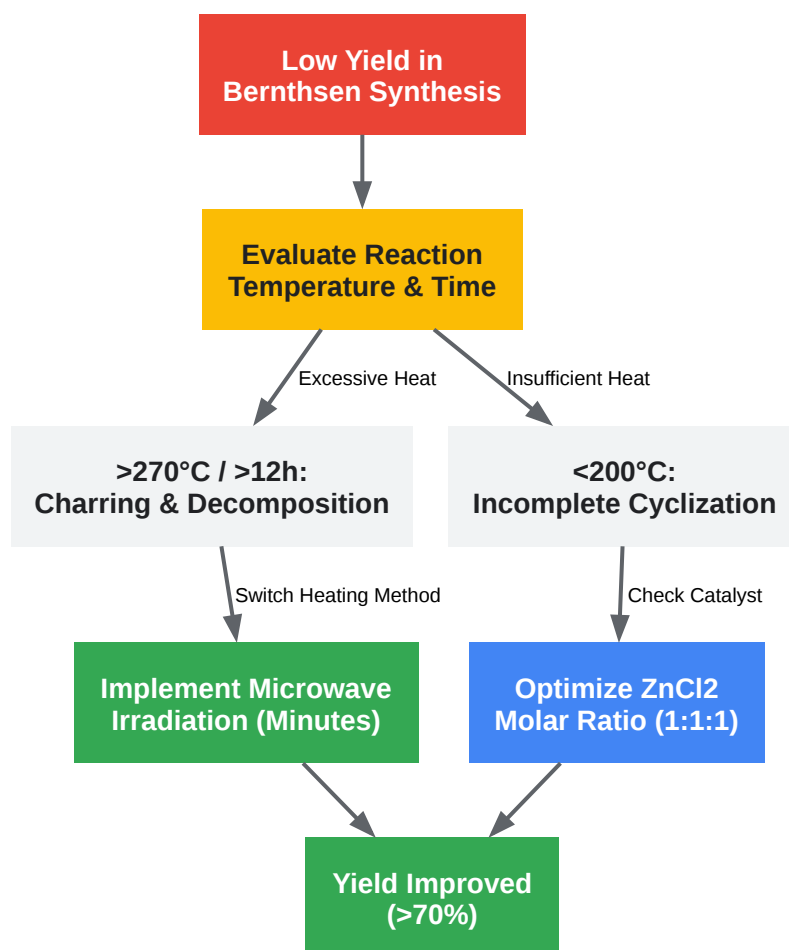 Low Yield in
Bernthsen Synthesis
Evaluate Reaction
Temperature & Time
Excessive Heat
Insufficient Heat
>270°C / >12h:
Charring & Decomposition
<200°C:
Incomplete Cyclization
Switch Heating Method
Check Catalyst
Implement Microwave
Irradiation (Minutes)
Optimize ZnCl2
Molar Ratio (1:1:1)
Yield Improved
(>70%)